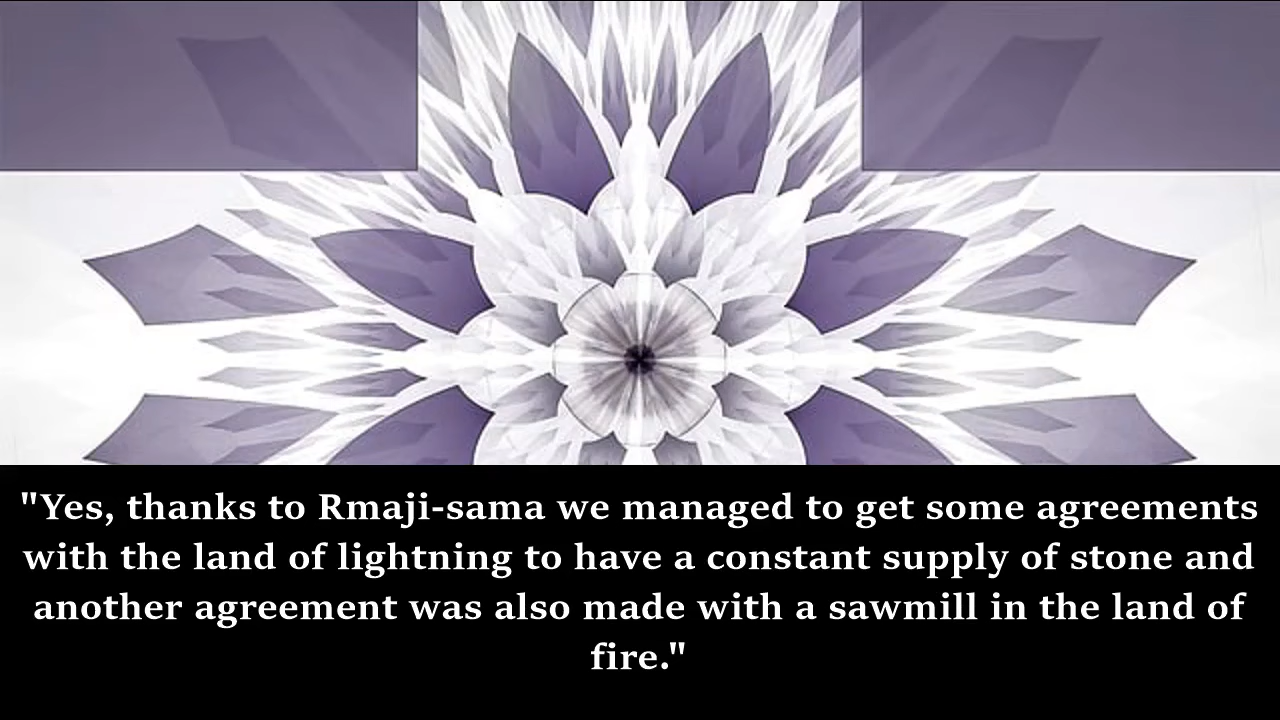 "Yes, thanks to Rmaji-sama we managed to get some agreements
with the land of lightning to have a constant supply of stone and
another agreement was also made with a sawmill in the land of
fire."